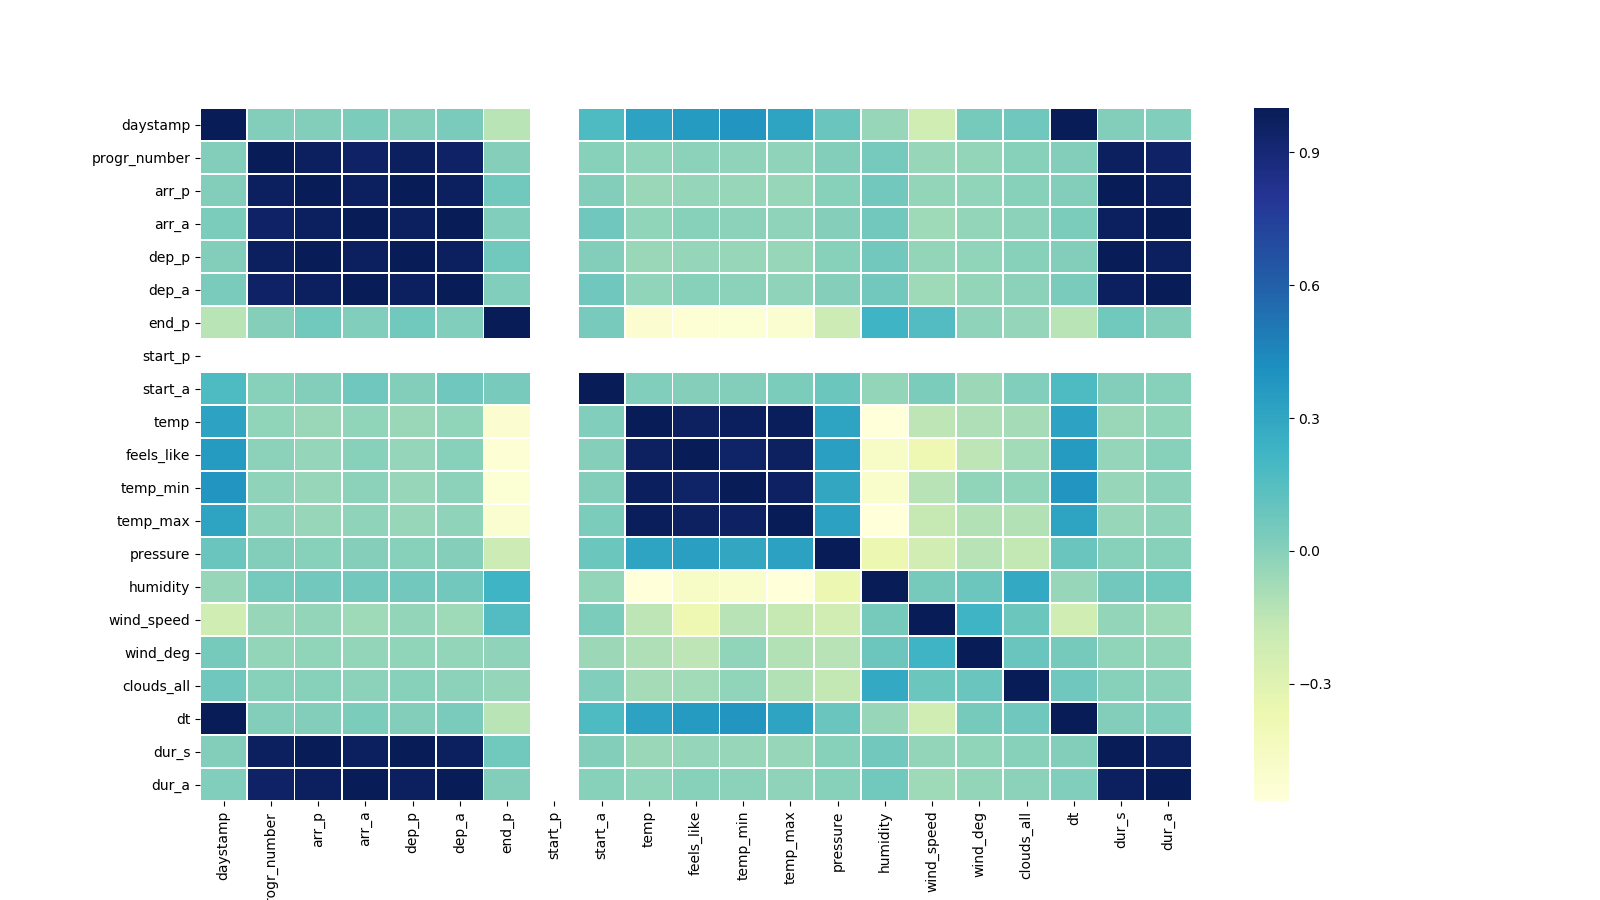 daystamp
progr_number
arr_p
arr_a
dep_p
dep_a
end_p
start_p
start_a
temp
feels_like
temp_min
temp_max
pressure
humidity
wind_speed
wind_deg
clouds_all
dt
dur_s
dur_a
daystamp
rogr_number
arr_p
arr_a
dep_p
dep_a
end_p
start_p
start_a
temp
feels_like
temp_min
temp_max
pressure
humidity
wind_speed
wind_deg
clouds_all
dt
dur_s
dur_a
0.9
0.6
0.3
0.0
−0.3